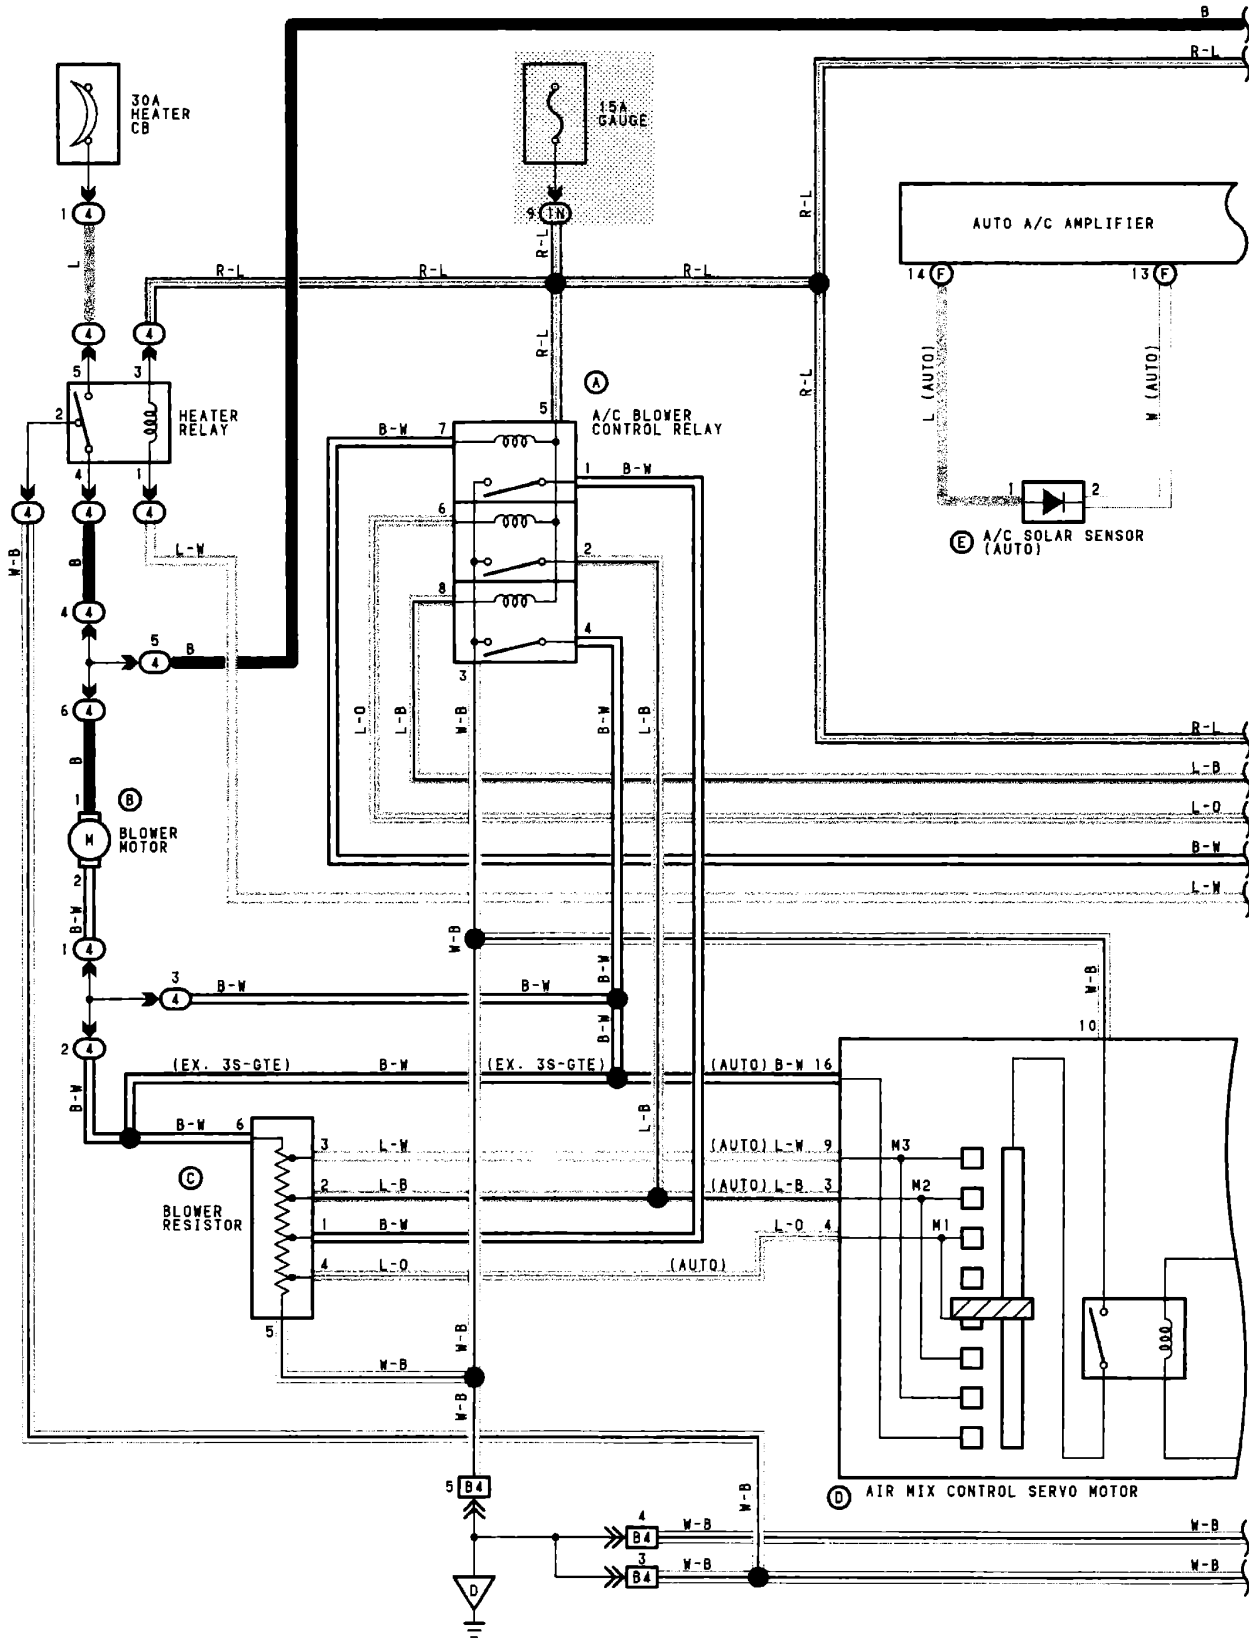 B
R-L
30A
HEATER
CB
15A
GAUGE
1 4
9 IN
R-L
R-L
AUTO A/C AMPLIFIER
L
R-L
R-L
R-L
14 F
13 F
4
4
R-L
R-L
L (AUTO)
W (AUTO)
5
3
A
2
HEATER
RELAY
5
A/C BLOWER
CONTROL RELAY
B-W
7
4
1
1
B-W
1
2
4
4
4
6
E
A/C SOLAR SENSOR
(AUTO)
W-B
B
L-W
2
8
4 4
5
4
B
4
3
6 4
L-O
L-B
W-B
B-W
L-B
R-L
B
L-B
1
B
L-O
M
BLOWER
MOTOR
B-W
2
L-W
B-W
W-B
1 4
B-W
W-B
3
4
B-W
B-W
10
B-W
2 4
(EX. 3S-GTE)
B-W
(EX. 3S-GTE)
(AUTO) B-W 16
B-W
L-B
B-W
6
3
L-W
(AUTO) L-W 9
M3
C
2
L-B
(AUTO) L-B 3
M2
BLOWER
RESISTOR
1
B-W
L-O 4
M1
4
L-O
(AUTO)
5
W-B
W-B
W-B
5 B4
D
AIR MIX CONTROL SERVO MOTOR
W-B
4
B4
W-B
W-B
3
B4
W-B
W-B
D